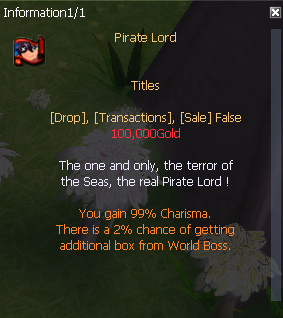 Information1/1
Pirate Lord
Titles
[Drop], [Transactions], [Sale] False
100,000Gold
The one and only, the terror of
the Seas, the real Pirate Lord !
You gain 99% Charisma.
There is a 2% chance of getting
additional box from World Boss.